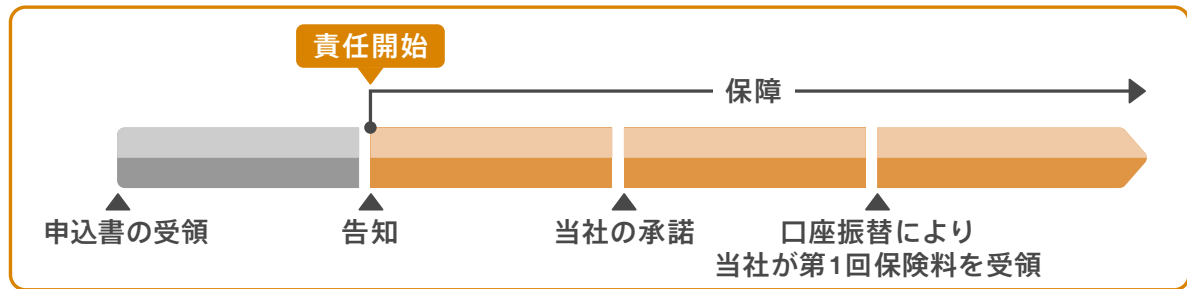 責任開始
保障
申込書の受領
告知
当社の承諾
口座振替により
当社が第1回保険料を受領